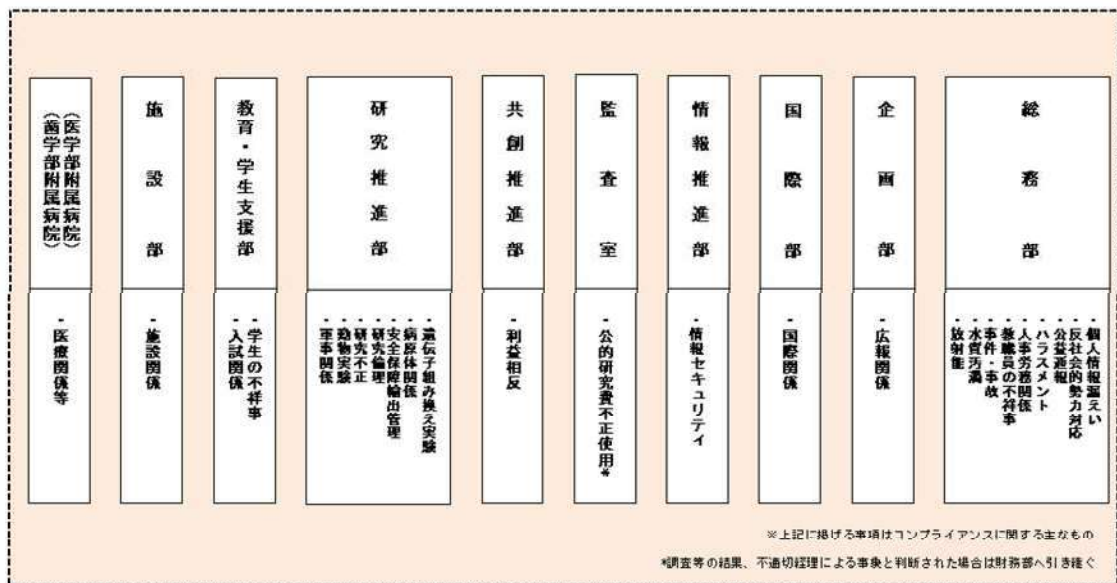 総務部
・個人情報漏えい
・反社会的勢力対応
・公益通報
・ハラスメント
・人事労務関係
・教職員の不祥事
・事件・事故
・水質汚濁
・放射能
企画部
・広報関係
国際部
・国際関係
情報推進部
・情報セキュリティ
監査室
・公的研究費不正使用*
共創推進部
・利益相反
研究推進部
・遺伝子組み換え実験
・病原体関係
・安全保障輸出管理
・研究倫理
・研究不正
・動物実験
・軍事関係
教育・学生支援部
・学生の不祥事
・入試関係
施設部
・施設関係
(医学部附属病院)
(歯学部附属病院)
・医療関係等
※上記に掲げる事項はコンプライアンスに関する主なもの
*調査等の結果、不適切経理による事象と判断された場合は財務部へ引き継ぐ